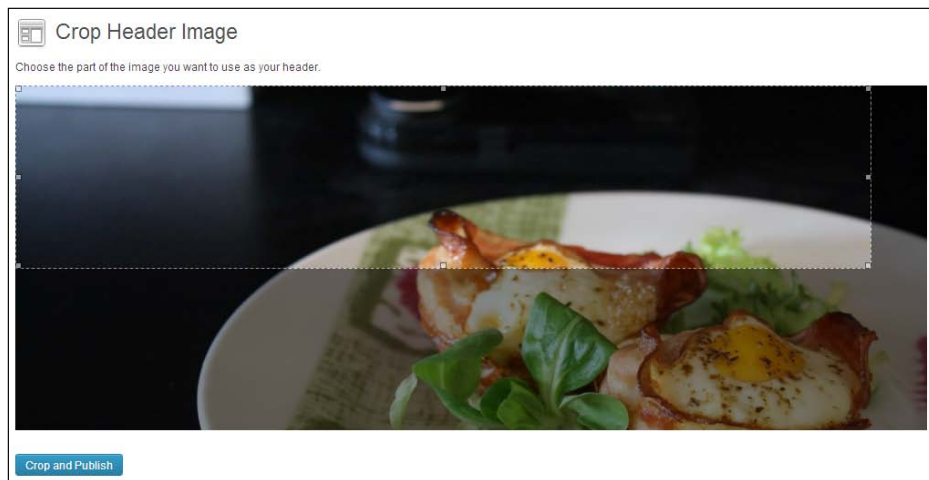 Crop Header Image
Choose the part of the image you want to use as your header.
Crop and Publish